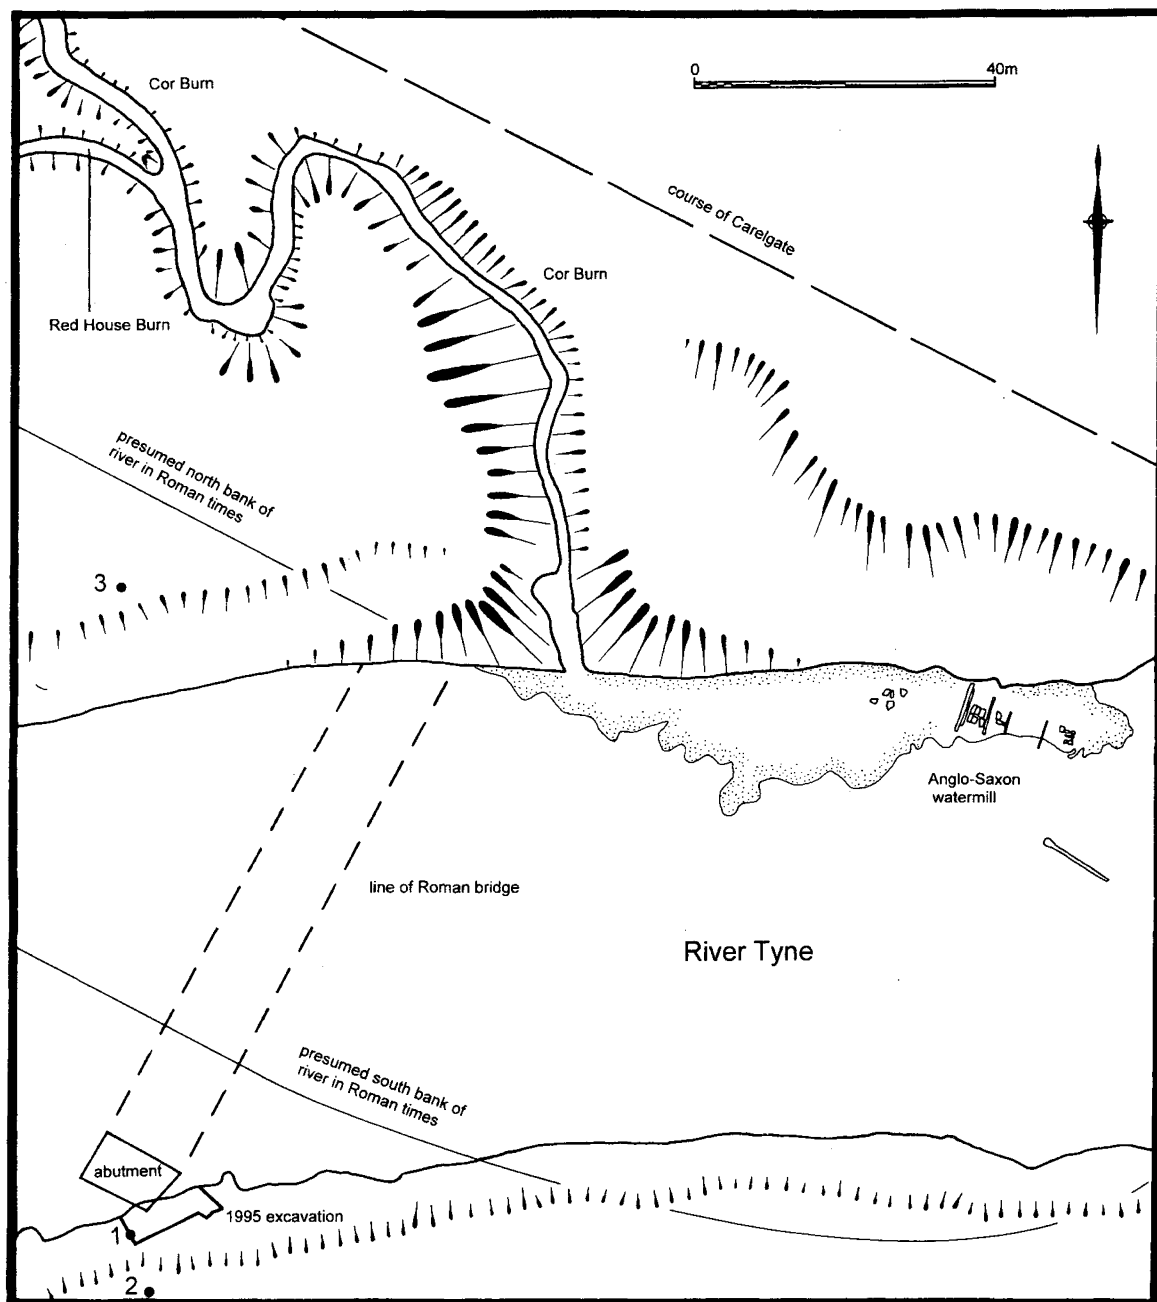 Cor Burn
0 40m
course of Carelgate
Cor Burn
Red House Burn
presumed north bank of
river in Roman times
3
Anglo-Saxon
watermill
line of Roman bridge
River Tyne
presumed south bank of
river in Roman times
abutment
1995 excavation
1
2